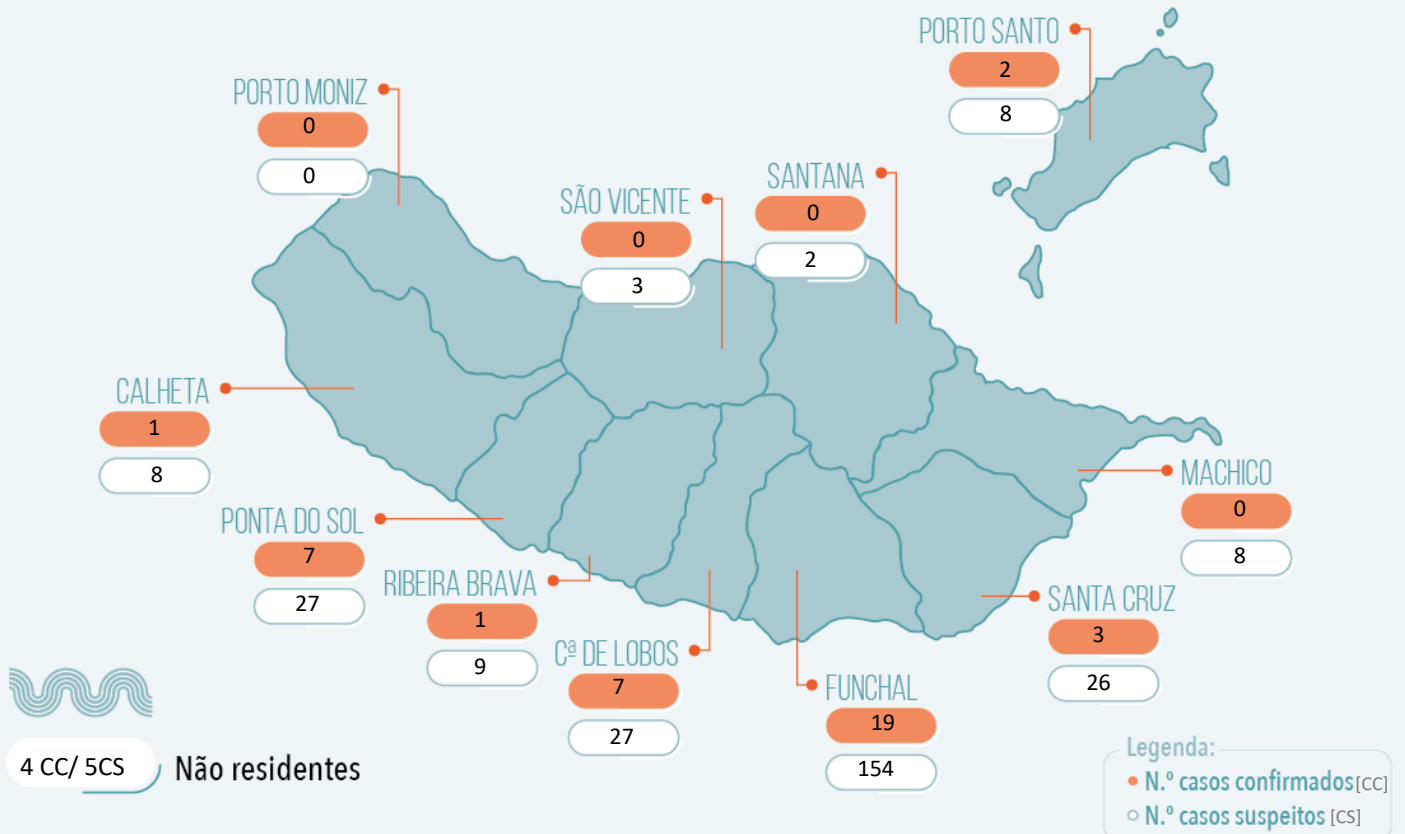 PORTO SANTO
2
8
PORTO MONIZ
0
0
SANTANA
0
2
SÃO VICENTE
0
3
CALHETA
1
8
MACHICO
0
8
PONTA DO SOL
7
27
RIBEIRA BRAVA
1
9
SANTA CRUZ
3
26
Cª DE LOBOS
7
27
FUNCHAL
19
154
4 CC/ 5CS
Não residentes
Legenda:
N.º casos confirmados [CC]
N.º casos suspeitos [CS]